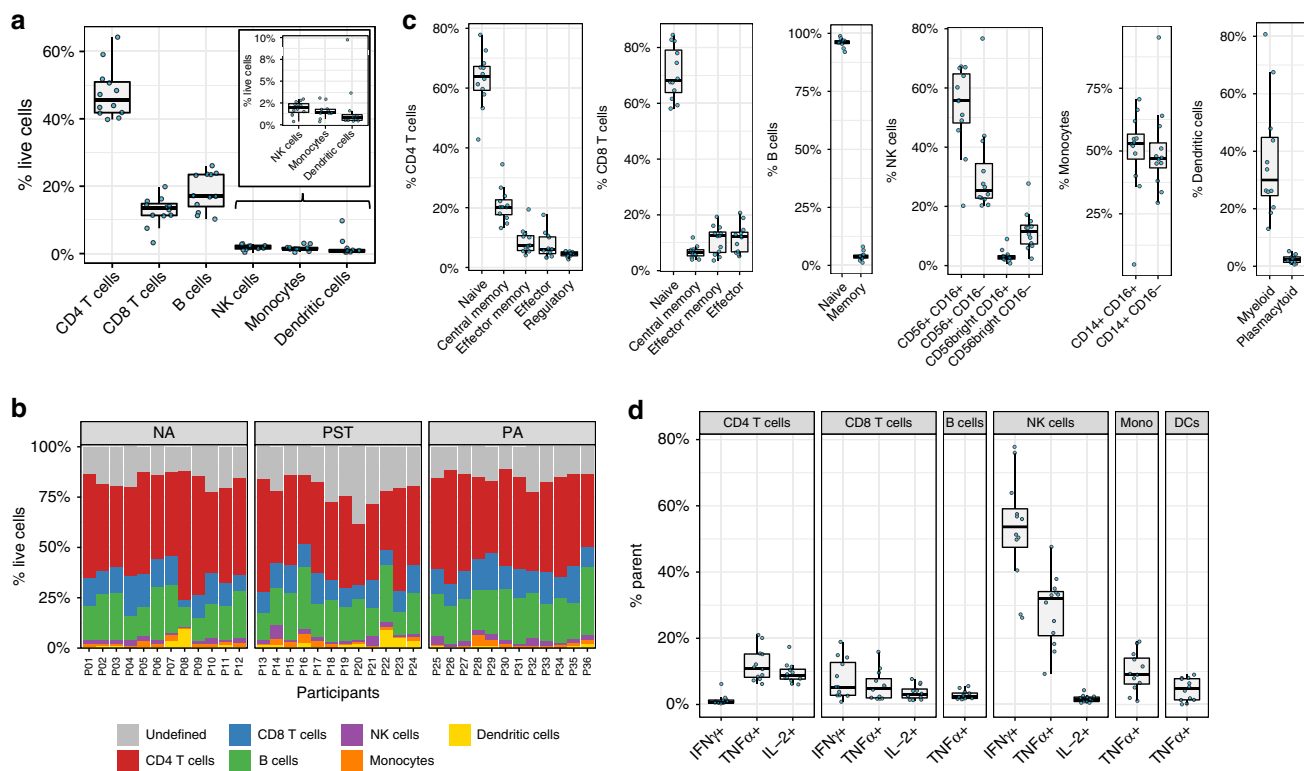 a
% live cells
60%
40%
20%
0%
CD4 T cells
CD8 T cells
B cells
NK cells
Monocytes
Dendritic cells
% live cells
10%
8%
6%
4%
2%
0%
NK cells
Monocytes
Dendritic cells
c
% CD4 T cells
80%
60%
40%
20%
0%
Naive
Central memory
Effector memory
Effector
Regulatory
% CD8 T cells
80%
60%
40%
20%
0%
Naive
Central memory
Effector memory
Effector
% B cells
100%
75%
50%
25%
0%
Naive
Memory
% NK cells
80%
60%
40%
20%
0%
CD56+ CD16+
CD56+ CD16−
CD56bright CD16+
CD56bright CD16−
% Monocytes
75%
50%
25%
CD14+ CD16+
CD14+ CD16−
% Dendritic cells
80%
60%
40%
20%
0%
Myeloid
Plasmacytoid
b
NA PST PA
% live cells
100%
75%
50%
25%
0%
P01 P02 P03 P04 P05 P06 P07 P08 P09 P10 P11 P12 P13 P14 P15 P16 P17 P18 P19 P20 P21 P22 P23 P24 P25 P26 P27 P28 P29 P30 P31 P32 P33 P34 P35 P36
Participants
Undefined CD8 T cells NK cells Dendritic cells
CD4 T cells B cells Monocytes
d
CD4 T cells CD8 T cells B cells NK cells Mono DCs
% parent
80%
60%
40%
20%
0%
IFNγ+ TNFα+ IL−2+ IFNγ+ TNFα+ IL−2+ TNFα+ IFNγ+ TNFα+ IL−2+ TNFα+ TNFα+